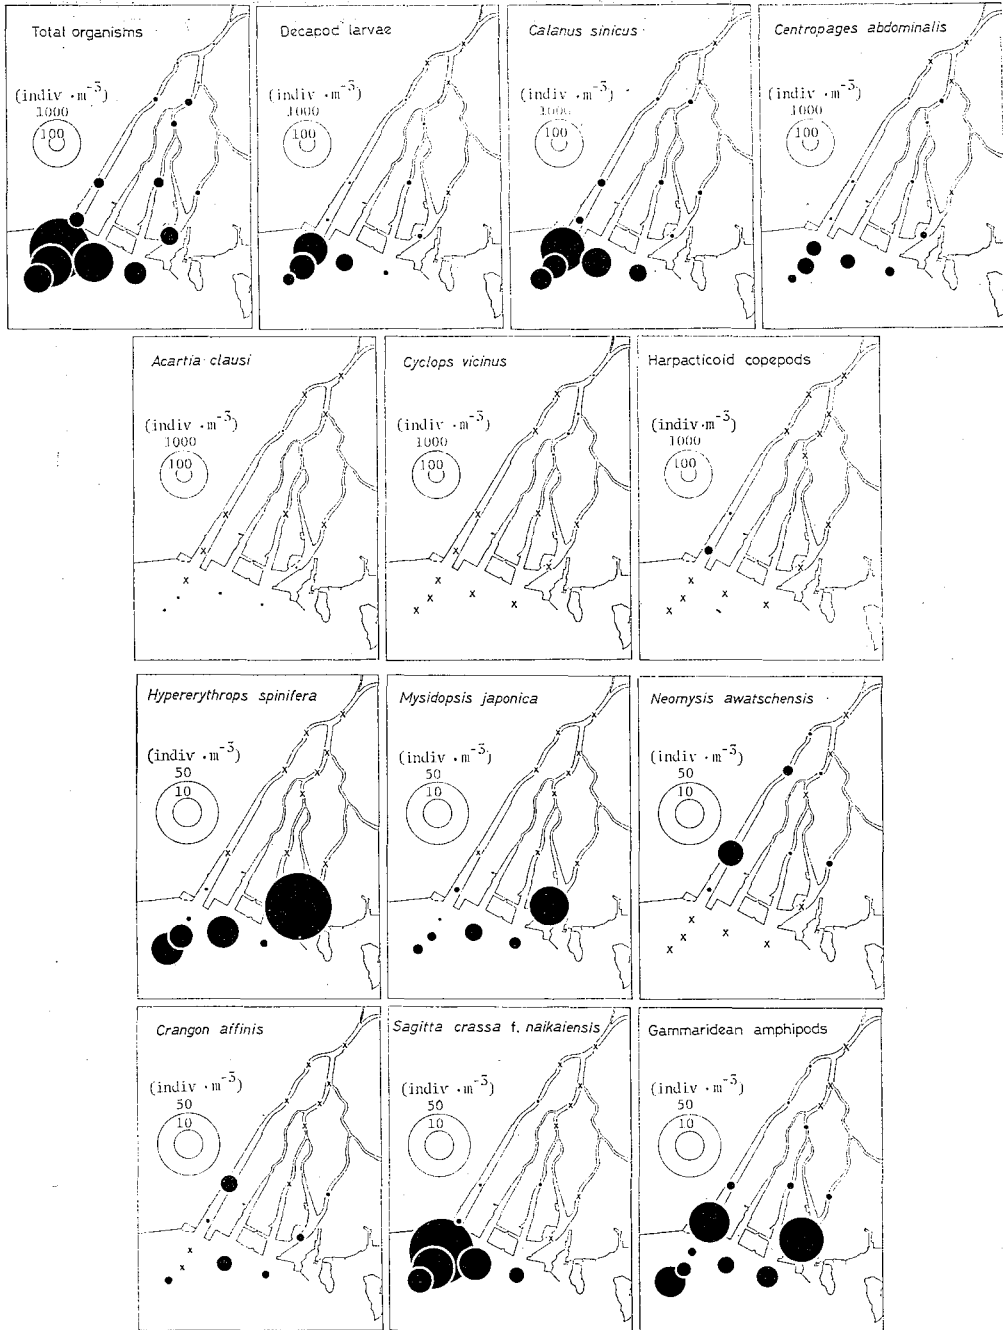 Total organisms
(indiv · m⁻³)
1000
100
Decapod larvae
(indiv · m⁻³)
1000
100
Calanus sinicus
(indiv · m⁻³)
1000
100
Centropages abdominalis
(indiv · m⁻³)
1000
100
Acartia clausi
(indiv · m⁻³)
1000
100
Cyclops vicinus
(indiv · m⁻³)
1000
100
Harpacticoid copepods
(indiv · m⁻³)
1000
100
Hypererythrops spinifera
(indiv · m⁻³)
50
10
Mysidopsis japonica
(indiv · m⁻³)
50
10
Neomysis awatschensis
(indiv · m⁻³)
50
10
Crangon affinis
(indiv · m⁻³)
50
10
Sagitta crassa f. naikaiensis
(indiv · m⁻³)
50
10
Gammaridean amphipods
(indiv · m⁻³)
50
10